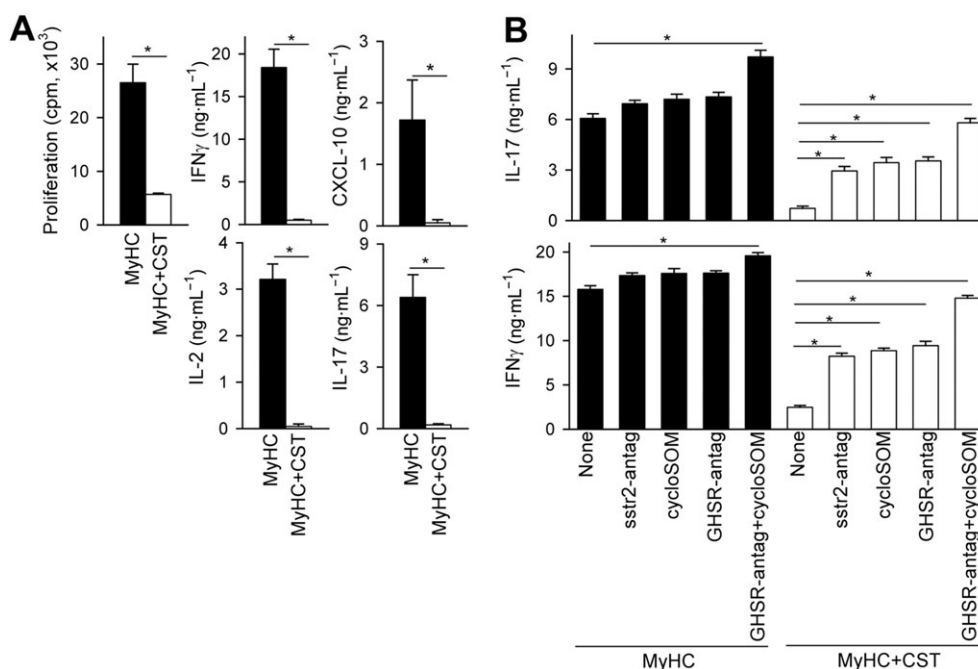 A
Proliferation (cpm, x10³)
30
20
10
0
*
MyHC
MyHC+CST
IFNγ (ng·mL⁻¹)
20
15
10
5
0
*
CXCL-10 (ng·mL⁻¹)
3
2
1
0
*
IL-2 (ng·mL⁻¹)
4
3
2
1
0
*
MyHC
MyHC+CST
IL-17 (ng·mL⁻¹)
9
6
3
0
*
MyHC
MyHC+CST
B
IL-17 (ng·mL⁻¹)
9
6
3
0
*
*
*
*
*
IFNγ (ng·mL⁻¹)
20
15
10
5
0
*
*
*
*
*
None
sstr2-antag
cycloSOM
GHSR-antag
GHSR-antag+cycloSOM
None
sstr2-antag
cycloSOM
GHSR-antag
GHSR-antag+cycloSOM
MyHC
MyHC+CST